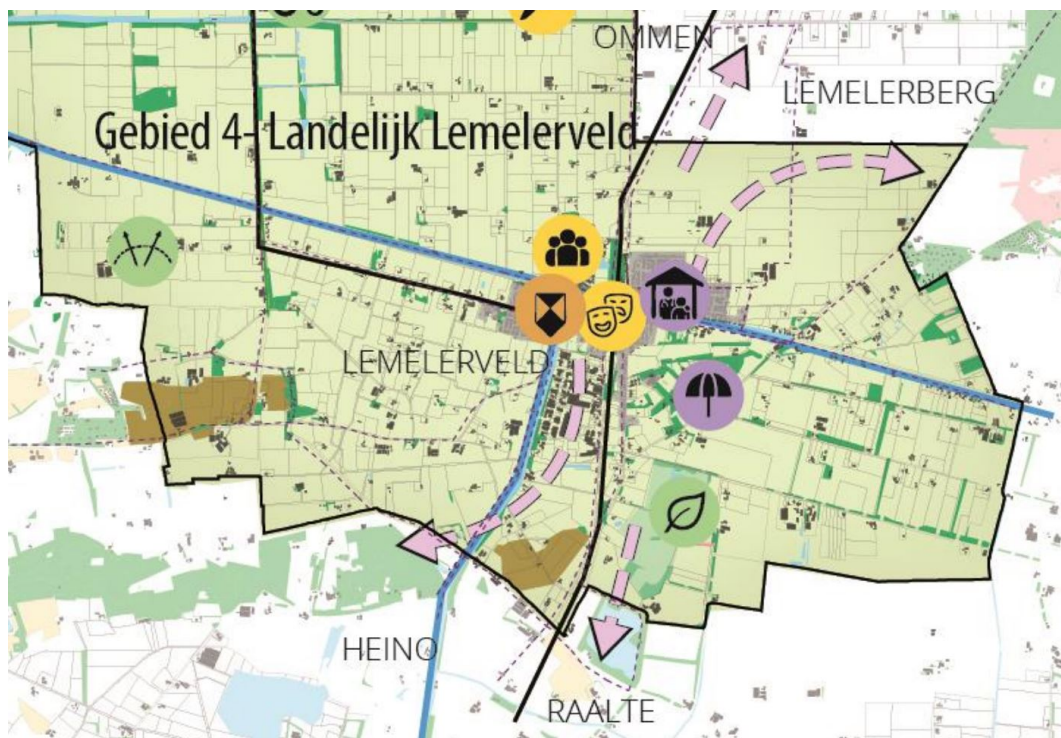 OMMEN
LEMELERBERG
Gebied 4- Landelijk Lemelerveld
LEMELERVELD
HEINO
RAALTE